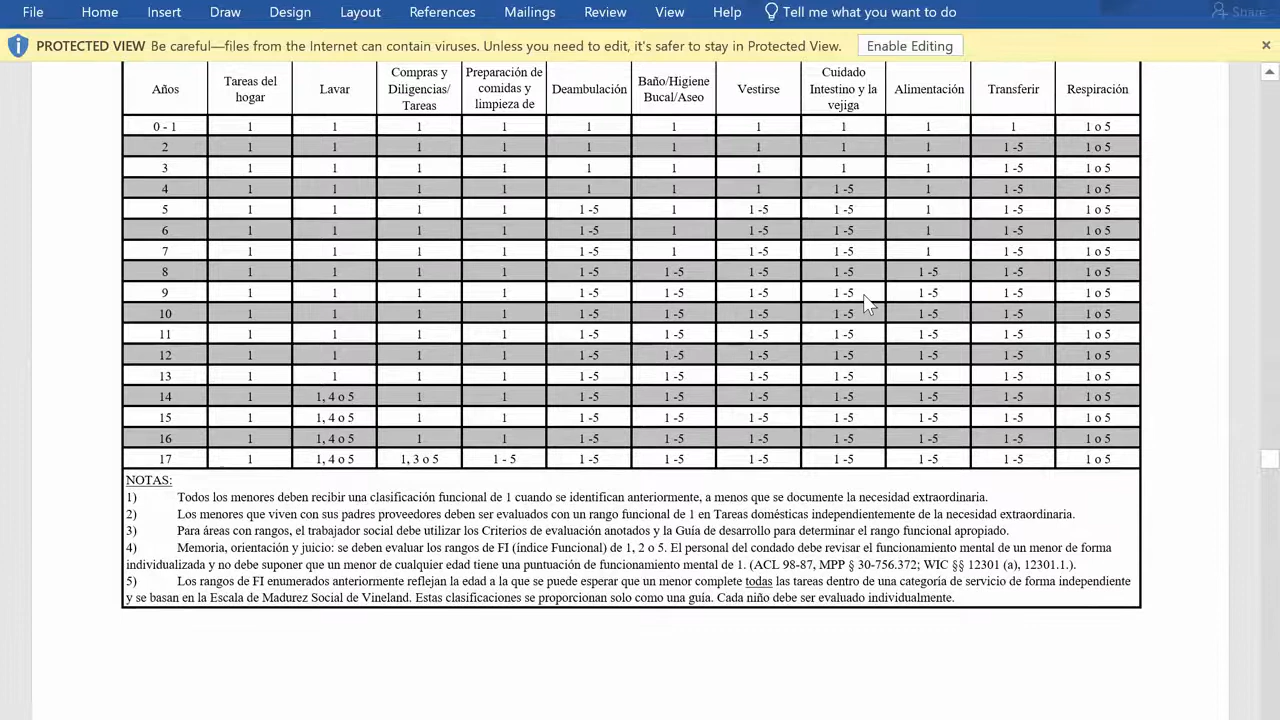 File Home Insert Draw Design Layout References Mailings Review View Help Tell me what you want to do Share
PROTECTED VIEW Be careful—files from the Internet can contain viruses. Unless you need to edit, it's safer to stay in Protected View. Enable Editing
Años Tareas del hogar Lavar Compras y Diligencias/ Tareas Preparación de comidas y limpieza de Deambulación Baño/Higiene Bucal/Aseo Vestirse Cuidado Intestino y la vejiga Alimentación Transferir Respiración
0 - 1 1 1 1 1 1 1 1 1 1 1 1 o 5
2 1 1 1 1 1 1 1 1 1 1 -5 1 o 5
3 1 1 1 1 1 1 1 1 1 1 -5 1 o 5
4 1 1 1 1 1 1 1 1 -5 1 1 -5 1 o 5
5 1 1 1 1 1 -5 1 1 -5 1 -5 1 1 -5 1 o 5
6 1 1 1 1 1 -5 1 1 -5 1 -5 1 1 -5 1 o 5
7 1 1 1 1 1 -5 1 1 -5 1 -5 1 1 -5 1 o 5
8 1 1 1 1 1 -5 1 -5 1 -5 1 -5 1 -5 1 -5 1 o 5
9 1 1 1 1 1 -5 1 -5 1 -5 1 -5 1 -5 1 -5 1 o 5
10 1 1 1 1 1 -5 1 -5 1 -5 1 -5 1 -5 1 -5 1 o 5
11 1 1 1 1 1 -5 1 -5 1 -5 1 -5 1 -5 1 -5 1 o 5
12 1 1 1 1 1 -5 1 -5 1 -5 1 -5 1 -5 1 -5 1 o 5
13 1 1 1 1 1 -5 1 -5 1 -5 1 -5 1 -5 1 -5 1 o 5
14 1 1, 4 o 5 1 1 1 -5 1 -5 1 -5 1 -5 1 -5 1 -5 1 o 5
15 1 1, 4 o 5 1 1 1 -5 1 -5 1 -5 1 -5 1 -5 1 -5 1 o 5
16 1 1, 4 o 5 1 1 1 -5 1 -5 1 -5 1 -5 1 -5 1 -5 1 o 5
17 1 1, 4 o 5 1, 3 o 5 1 - 5 1 -5 1 -5 1 -5 1 -5 1 -5 1 -5 1 o 5
NOTAS:
1) Todos los menores deben recibir una clasificación funcional de 1 cuando se identifican anteriormente, a menos que se documente la necesidad extraordinaria.
2) Los menores que viven con sus padres proveedores deben ser evaluados con un rango funcional de 1 en Tareas domésticas independientemente de la necesidad extraordinaria.
3) Para áreas con rangos, el trabajador social debe utilizar los Criterios de evaluación anotados y la Guía de desarrollo para determinar el rango funcional apropiado.
4) Memoria, orientación y juicio: se deben evaluar los rangos de FI (índice Funcional) de 1, 2 o 5. El personal del condado debe revisar el funcionamiento mental de un menor de forma
individualizada y no debe suponer que un menor de cualquier edad tiene una puntuación de funcionamiento mental de 1. (ACL 98-87, MPP § 30-756.372; WIC §§ 12301 (a), 12301.1.).
5) Los rangos de FI enumerados anteriormente reflejan la edad a la que se puede esperar que un menor complete todas las tareas dentro de una categoría de servicio de forma independiente
y se basan en la Escala de Madurez Social de Vineland. Estas clasificaciones se proporcionan solo como una guía. Cada niño debe ser evaluado individualmente.